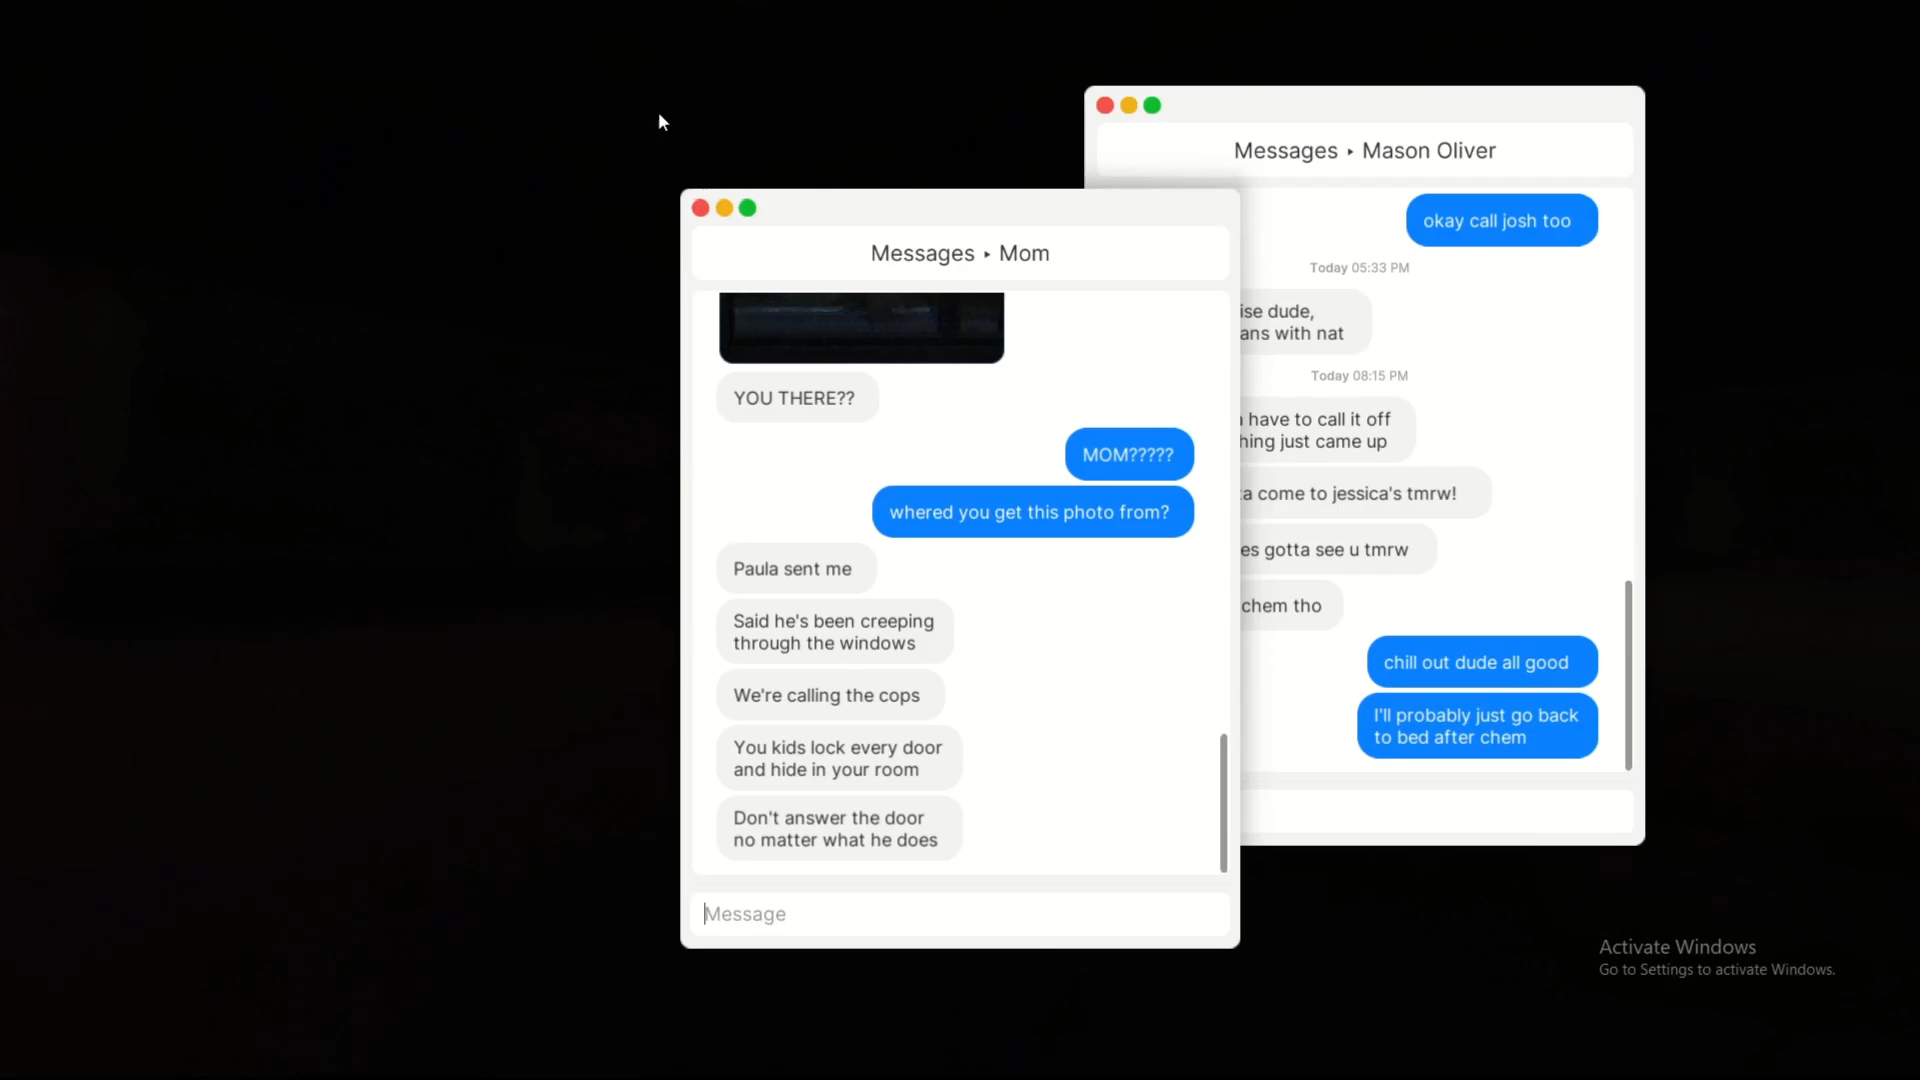 Messages ▸ Mason Oliver
okay call josh too
Today 05:33 PM
ise dude,
ans with nat
Today 08:15 PM
have to call it off
hing just came up
a come to jessica's tmrw!
es gotta see u tmrw
chem tho
chill out dude all good
I'll probably just go back
to bed after chem
Messages ▸ Mom
YOU THERE??
MOM?????
whered you get this photo from?
Paula sent me
Said he's been creeping
through the windows
We're calling the cops
You kids lock every door
and hide in your room
Don't answer the door
no matter what he does
Message
Activate Windows
Go to Settings to activate Windows.